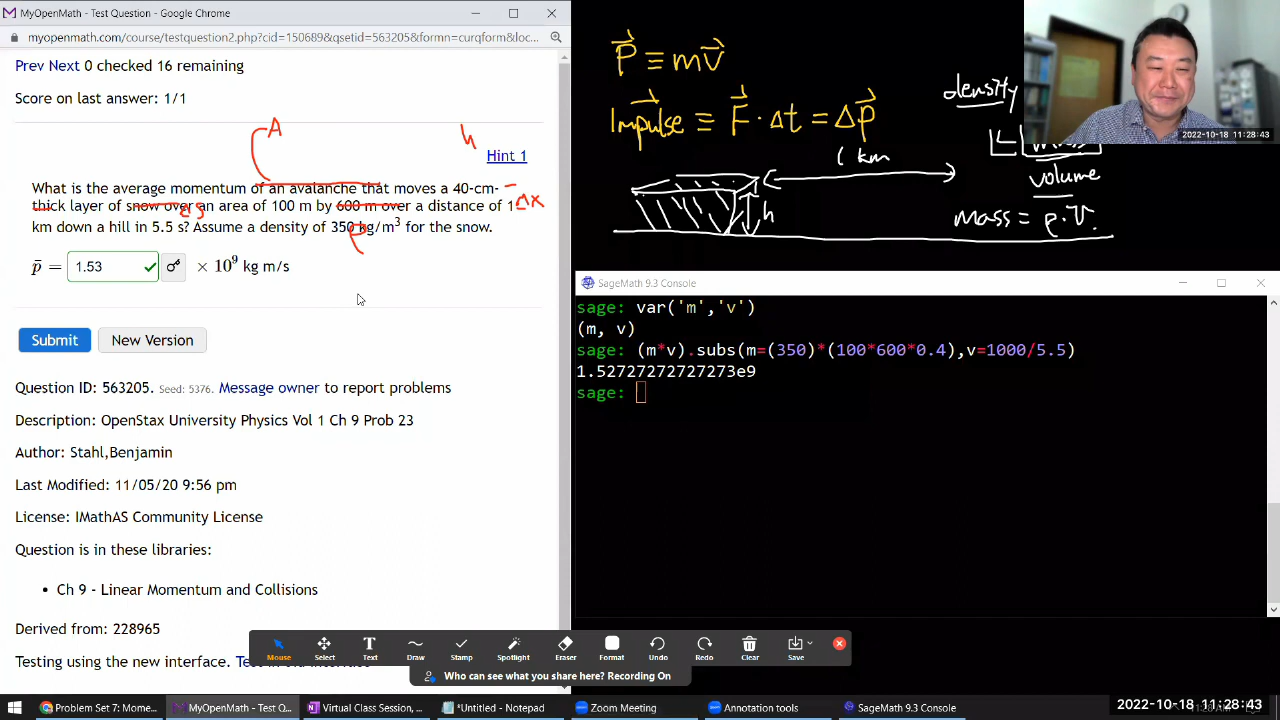 MyOpenMath - Test Question - Google Chrome
myopenmath.com/course/testquestion2.php?cid=150689&qsetid=563205&formn=curqform&loc...
Prev Next 0 checked 16 remaining
Score on last answer: 1/1
A
h
Hint 1
What is the average momentum of an avalanche that moves a 40-cm-
thick layer of snow over an area of 100 m by 600 m over a distance of 1
Δx
km down a hill in 5.5 s? Assume a density of 350 kg/m³ for the snow.
ρ
p̄ = 1.53 × 10⁹ kg m/s
Submit
New Version
Question ID: 563205. Seed: 5376. Message owner to report problems
Description: OpenStax University Physics Vol 1 Ch 9 Prob 23
Author: Stahl,Benjamin
Last Modified: 11/05/20 9:56 pm
License: IMathAS Community License
Question is in these libraries:
• Ch 9 - Linear Momentum and Collisions
Derived from: 228965
Testing using the new interface.
P⃗ ≡ mv⃗
Impulse ≡ F⃗ · Δt = ΔP⃗
1 km
h
density
mass
volume
mass = ρ·V.
2022-10-18 11:28:43
SageMath 9.3 Console
sage: var('m','v')
(m, v)
sage: (m*v).subs(m=(350)*(100*600*0.4),v=1000/5.5)
1.52727272727273e9
sage:
Mouse Select Text Draw Stamp Spotlight Eraser Format Undo Redo Clear Save
Who can see what you share here? Recording On
Problem Set 7: Mome...
MyOpenMath - Test Q...
Virtual Class Session, ...
*Untitled - Notepad
Zoom Meeting
Annotation tools
SageMath 9.3 Console
2022-10-18 11:28:43